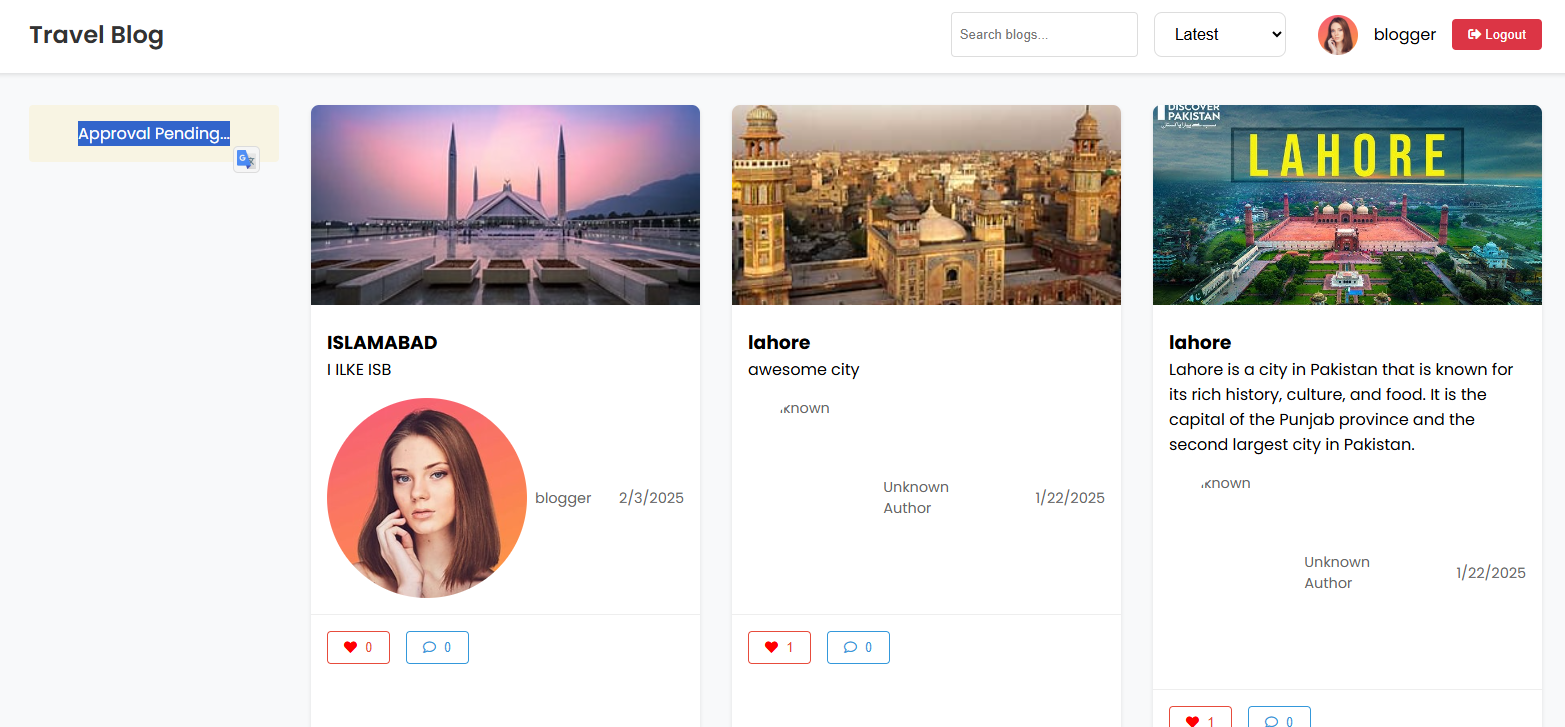 Travel Blog
Search blogs...
Latest
blogger
Logout
Approval Pending...
ISLAMABAD
I ILKE ISB
blogger
2/3/2025
0
0
lahore
awesome city
known
Unknown
Author
1/22/2025
1
0
DISCOVER
PAKISTAN
LAHORE
lahore
Lahore is a city in Pakistan that is known for
its rich history, culture, and food. It is the
capital of the Punjab province and the
second largest city in Pakistan.
known
Unknown
Author
1/22/2025
1
0